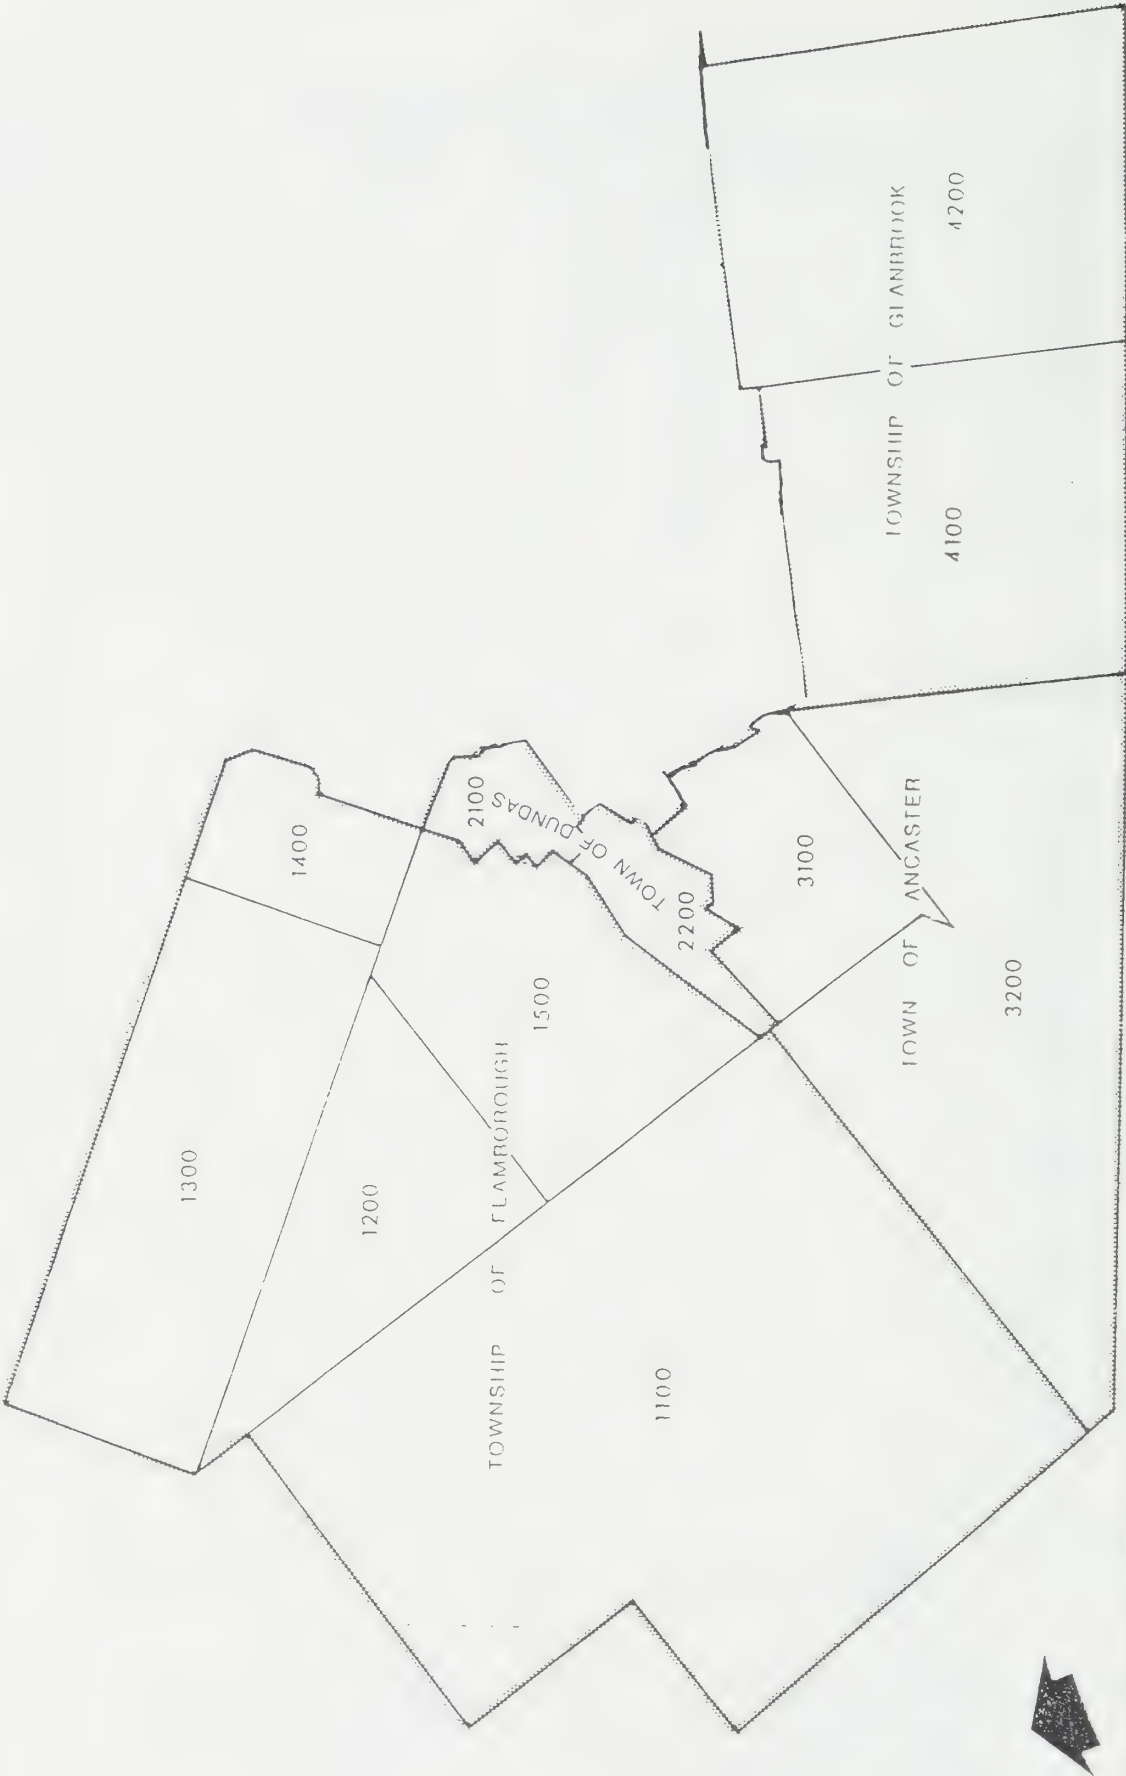 1300
1400
1200
1500
TOWNSHIP OF FLAMBOROUGH
1100
2100
TOWN OF DUNDAS
2200
3100
TOWN OF ANCASTER
3200
TOWNSHIP OF GLANBROOK
4100
4200